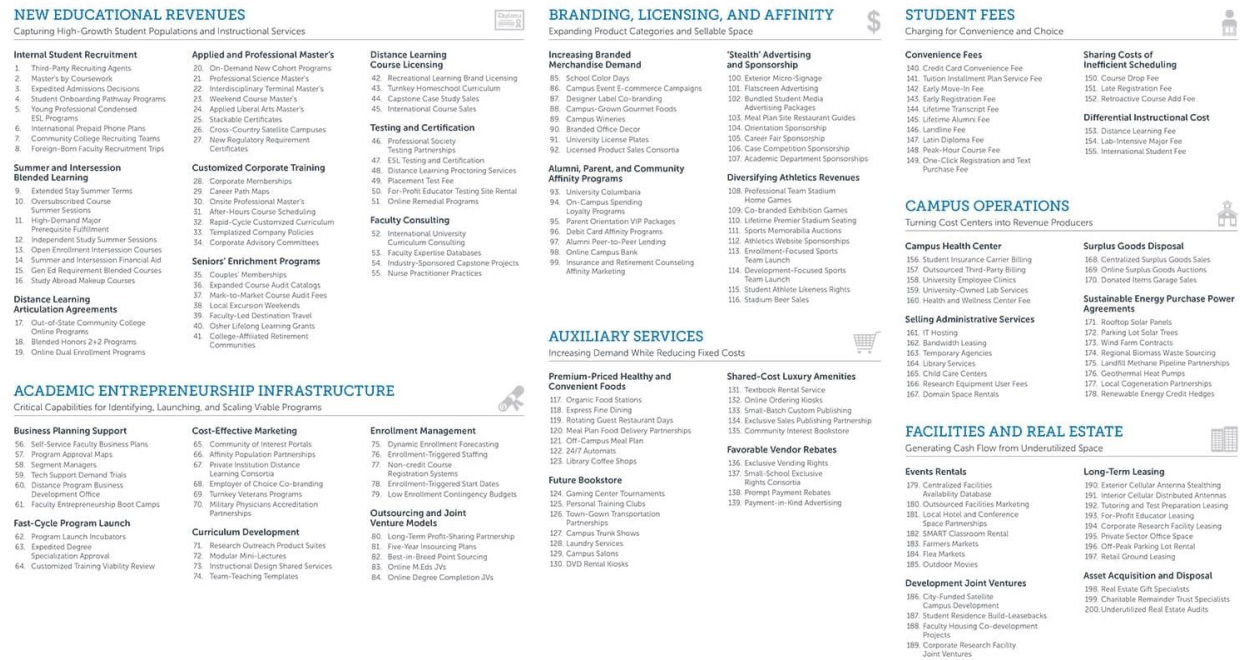 NEW EDUCATIONAL REVENUES
Capturing High-Growth Student Populations and Instructional Services
Diploma
Internal Student Recruitment
1. Third-Party Recruiting Agents
2. Master's by Coursework
3. Expedited Admissions Decisions
4. Student Onboarding Pathway Programs
5. Young Professional Condensed
ESL Programs
6. International Prepaid Phone Plans
7. Community College Recruiting Teams
8. Foreign-Born Faculty Recruitment Trips
Summer and Intersession
Blended Learning
9. Extended Stay Summer Terms
10. Oversubscribed Course
Summer Sessions
11. High-Demand Major
Prerequisite Fulfillment
12. Independent Study Summer Sessions
13. Open Enrollment Intersession Courses
14. Summer and Intersession Financial Aid
15. Gen Ed Requirement Blended Courses
16. Study Abroad Makeup Courses
Distance Learning
Articulation Agreements
17. Out-of-State Community College
Online Programs
18. Blended Honors 2+2 Programs
19. Online Dual Enrollment Programs
Applied and Professional Master's
20. On-Demand New Cohort Programs
21. Professional Science Master's
22. Interdisciplinary Terminal Master's
23. Weekend Course Master's
24. Applied Liberal Arts Master's
25. Stackable Certificates
26. Cross-Country Satellite Campuses
27. New Regulatory Requirement
Certificates
Customized Corporate Training
28. Corporate Memberships
29. Career Path Maps
30. Onsite Professional Master's
31. After-Hours Course Scheduling
32. Rapid-Cycle Customized Curriculum
33. Templatized Company Policies
34. Corporate Advisory Committees
Seniors' Enrichment Programs
35. Couples' Memberships
36. Expanded Course Audit Catalogs
37. Mark-to-Market Course Audit Fees
38. Local Excursion Weekends
39. Faculty-Led Destination Travel
40. Osher Lifelong Learning Grants
41. College-Affiliated Retirement
Communities
Distance Learning
Course Licensing
42. Recreational Learning Brand Licensing
43. Turnkey Homeschool Curriculum
44. Capstone Case Study Sales
45. International Course Sales
Testing and Certification
46. Professional Society
Testing Partnerships
47. ESL Testing and Certification
48. Distance Learning Proctoring Services
49. Placement Test Fee
50. For-Profit Educator Testing Site Rental
51. Online Remedial Programs
Faculty Consulting
52. International University
Curriculum Consulting
53. Faculty Expertise Databases
54. Industry-Sponsored Capstone Projects
55. Nurse Practitioner Practices
ACADEMIC ENTREPRENEURSHIP INFRASTRUCTURE
Critical Capabilities for Identifying, Launching, and Scaling Viable Programs
Business Planning Support
56. Self-Service Faculty Business Plans
57. Program Approval Maps
58. Segment Managers
59. Tech Support Demand Trials
60. Distance Program Business
Development Office
61. Faculty Entrepreneurship Boot Camps
Fast-Cycle Program Launch
62. Program Launch Incubators
63. Expedited Degree
Specialization Approval
64. Customized Training Viability Review
Cost-Effective Marketing
65. Community of Interest Portals
66. Affinity Population Partnerships
67. Private Institution Distance
Learning Consortia
68. Employer of Choice Co-branding
69. Turnkey Veterans Programs
70. Military Physicians Accreditation
Partnerships
Curriculum Development
71. Research Outreach Product Suites
72. Modular Mini-Lectures
73. Instructional Design Shared Services
74. Team-Teaching Templates
Enrollment Management
75. Dynamic Enrollment Forecasting
76. Enrollment-Triggered Staffing
77. Non-credit Course
Registration Systems
78. Enrollment-Triggered Start Dates
79. Low Enrollment Contingency Budgets
Outsourcing and Joint
Venture Models
80. Long-Term Profit-Sharing Partnership
81. Five-Year Insourcing Plans
82. Best-in-Breed Point Sourcing
83. Online M.Eds JVs
84. Online Degree Completion JVs
BRANDING, LICENSING, AND AFFINITY
Expanding Product Categories and Sellable Space
$
Increasing Branded
Merchandise Demand
85. School Color Days
86. Campus Event E-commerce Campaigns
87. Designer Label Co-branding
88. Campus-Grown Gourmet Foods
89. Campus Wineries
90. Branded Office Decor
91. University License Plates
92. Licensed Product Sales Consortia
Alumni, Parent, and Community
Affinity Programs
93. University Columbaria
94. On-Campus Spending
Loyalty Programs
95. Parent Orientation VIP Packages
96. Debit Card Affinity Programs
97. Alumni Peer-to-Peer Lending
98. Online Campus Bank
99. Insurance and Retirement Counseling
Affinity Marketing
'Stealth' Advertising
and Sponsorship
100. Exterior Micro-Signage
101. Flatscreen Advertising
102. Bundled Student Media
Advertising Packages
103. Meal Plan Site Restaurant Guides
104. Orientation Sponsorship
105. Career Fair Sponsorship
106. Case Competition Sponsorship
107. Academic Department Sponsorships
Diversifying Athletics Revenues
108. Professional Team Stadium
Home Games
109. Co-branded Exhibition Games
110. Lifetime Premier Stadium Seating
111. Sports Memorabilia Auctions
112. Athletics Website Sponsorships
113. Enrollment-Focused Sports
Team Launch
114. Development-Focused Sports
Team Launch
115. Student Athlete Likeness Rights
116. Stadium Beer Sales
AUXILIARY SERVICES
Increasing Demand While Reducing Fixed Costs
Premium-Priced Healthy and
Convenient Foods
117. Organic Food Stations
118. Express Fine Dining
119. Rotating Guest Restaurant Days
120. Meal Plan Food Delivery Partnerships
121. Off-Campus Meal Plan
122. 24/7 Automats
123. Library Coffee Shops
Future Bookstore
124. Gaming Center Tournaments
125. Personal Training Clubs
126. Town-Gown Transportation
Partnerships
127. Campus Trunk Shows
128. Laundry Services
129. Campus Salons
130. DVD Rental Kiosks
Shared-Cost Luxury Amenities
131. Textbook Rental Service
132. Online Ordering Kiosks
133. Small-Batch Custom Publishing
134. Exclusive Sales Publishing Partnership
135. Community Interest Bookstore
Favorable Vendor Rebates
136. Exclusive Vending Rights
137. Small-School Exclusive
Rights Consortia
138. Prompt Payment Rebates
139. Payment-in-Kind Advertising
STUDENT FEES
Charging for Convenience and Choice
Convenience Fees
140. Credit Card Convenience Fee
141. Tuition Installment Plan Service Fee
142. Early Move-In Fee
143. Early Registration Fee
144. Lifetime Transcript Fee
145. Lifetime Alumni Fee
146. Landline Fee
147. Latin Diploma Fee
148. Peak-Hour Course Fee
149. One-Click Registration and Text
Purchase Fee
Sharing Costs of
Inefficient Scheduling
150. Course Drop Fee
151. Late Registration Fee
152. Retroactive Course Add Fee
Differential Instructional Cost
153. Distance Learning Fee
154. Lab-Intensive Major Fee
155. International Student Fee
CAMPUS OPERATIONS
Turning Cost Centers into Revenue Producers
Campus Health Center
156. Student Insurance Carrier Billing
157. Outsourced Third-Party Billing
158. University Employee Clinics
159. University-Owned Lab Services
160. Health and Wellness Center Fee
Selling Administrative Services
161. IT Hosting
162. Bandwidth Leasing
163. Temporary Agencies
164. Library Services
165. Child Care Centers
166. Research Equipment User Fees
167. Domain Space Rentals
Surplus Goods Disposal
168. Centralized Surplus Goods Sales
169. Online Surplus Goods Auctions
170. Donated Items Garage Sales
Sustainable Energy Purchase Power
Agreements
171. Rooftop Solar Panels
172. Parking Lot Solar Trees
173. Wind Farm Contracts
174. Regional Biomass Waste Sourcing
175. Landfill Methane Pipeline Partnerships
176. Geothermal Heat Pumps
177. Local Cogeneration Partnerships
178. Renewable Energy Credit Hedges
FACILITIES AND REAL ESTATE
Generating Cash Flow from Underutilized Space
Events Rentals
179. Centralized Facilities
Availability Database
180. Outsourced Facilities Marketing
181. Local Hotel and Conference
Space Partnerships
182. SMART Classroom Rental
183. Farmers Markets
184. Flea Markets
185. Outdoor Movies
Development Joint Ventures
186. City-Funded Satellite
Campus Development
187. Student Residence Build-Leasebacks
188. Faculty Housing Co-development
Projects
189. Corporate Research Facility
Joint Ventures
Long-Term Leasing
190. Exterior Cellular Antenna Stealthing
191. Interior Cellular Distributed Antennas
192. Tutoring and Test Preparation Leasing
193. For-Profit Educator Leasing
194. Corporate Research Facility Leasing
195. Private Sector Office Space
196. Off-Peak Parking Lot Rental
197. Retail Ground Leasing
Asset Acquisition and Disposal
198. Real Estate Gift Specialists
199. Charitable Remainder Trust Specialists
200. Underutilized Real Estate Audits